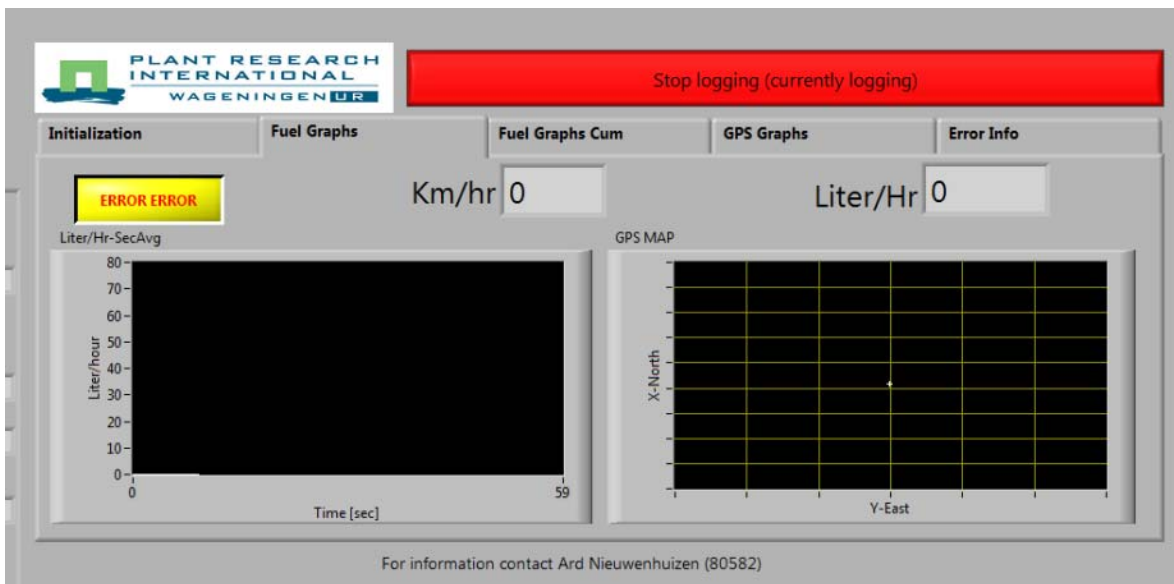 PLANT RESEARCH
INTERNATIONAL
WAGENINGEN UR
Stop logging (currently logging)
Initialization
Fuel Graphs
Fuel Graphs Cum
GPS Graphs
Error Info
ERROR ERROR
Km/hr 0
Liter/Hr 0
Liter/Hr-SecAvg
80
70
60
50
40
30
20
10
0
Liter/hour
0
59
Time [sec]
GPS MAP
X-North
Y-East
For information contact Ard Nieuwenhuizen (80582)